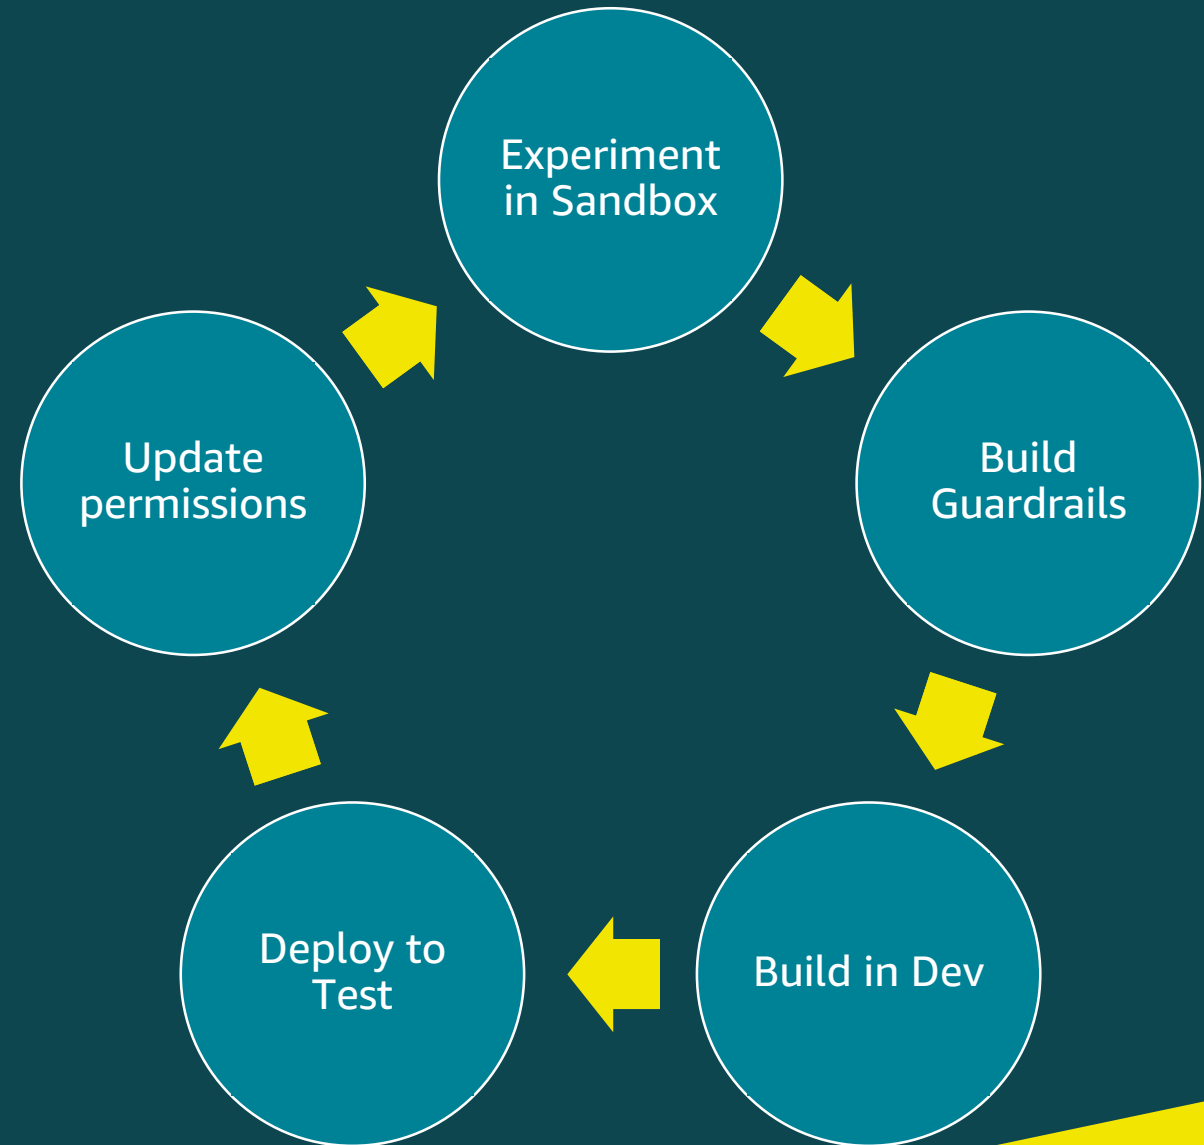 Experiment
in Sandbox
Build
Guardrails
Build in Dev
Deploy to
Test
Update
permissions